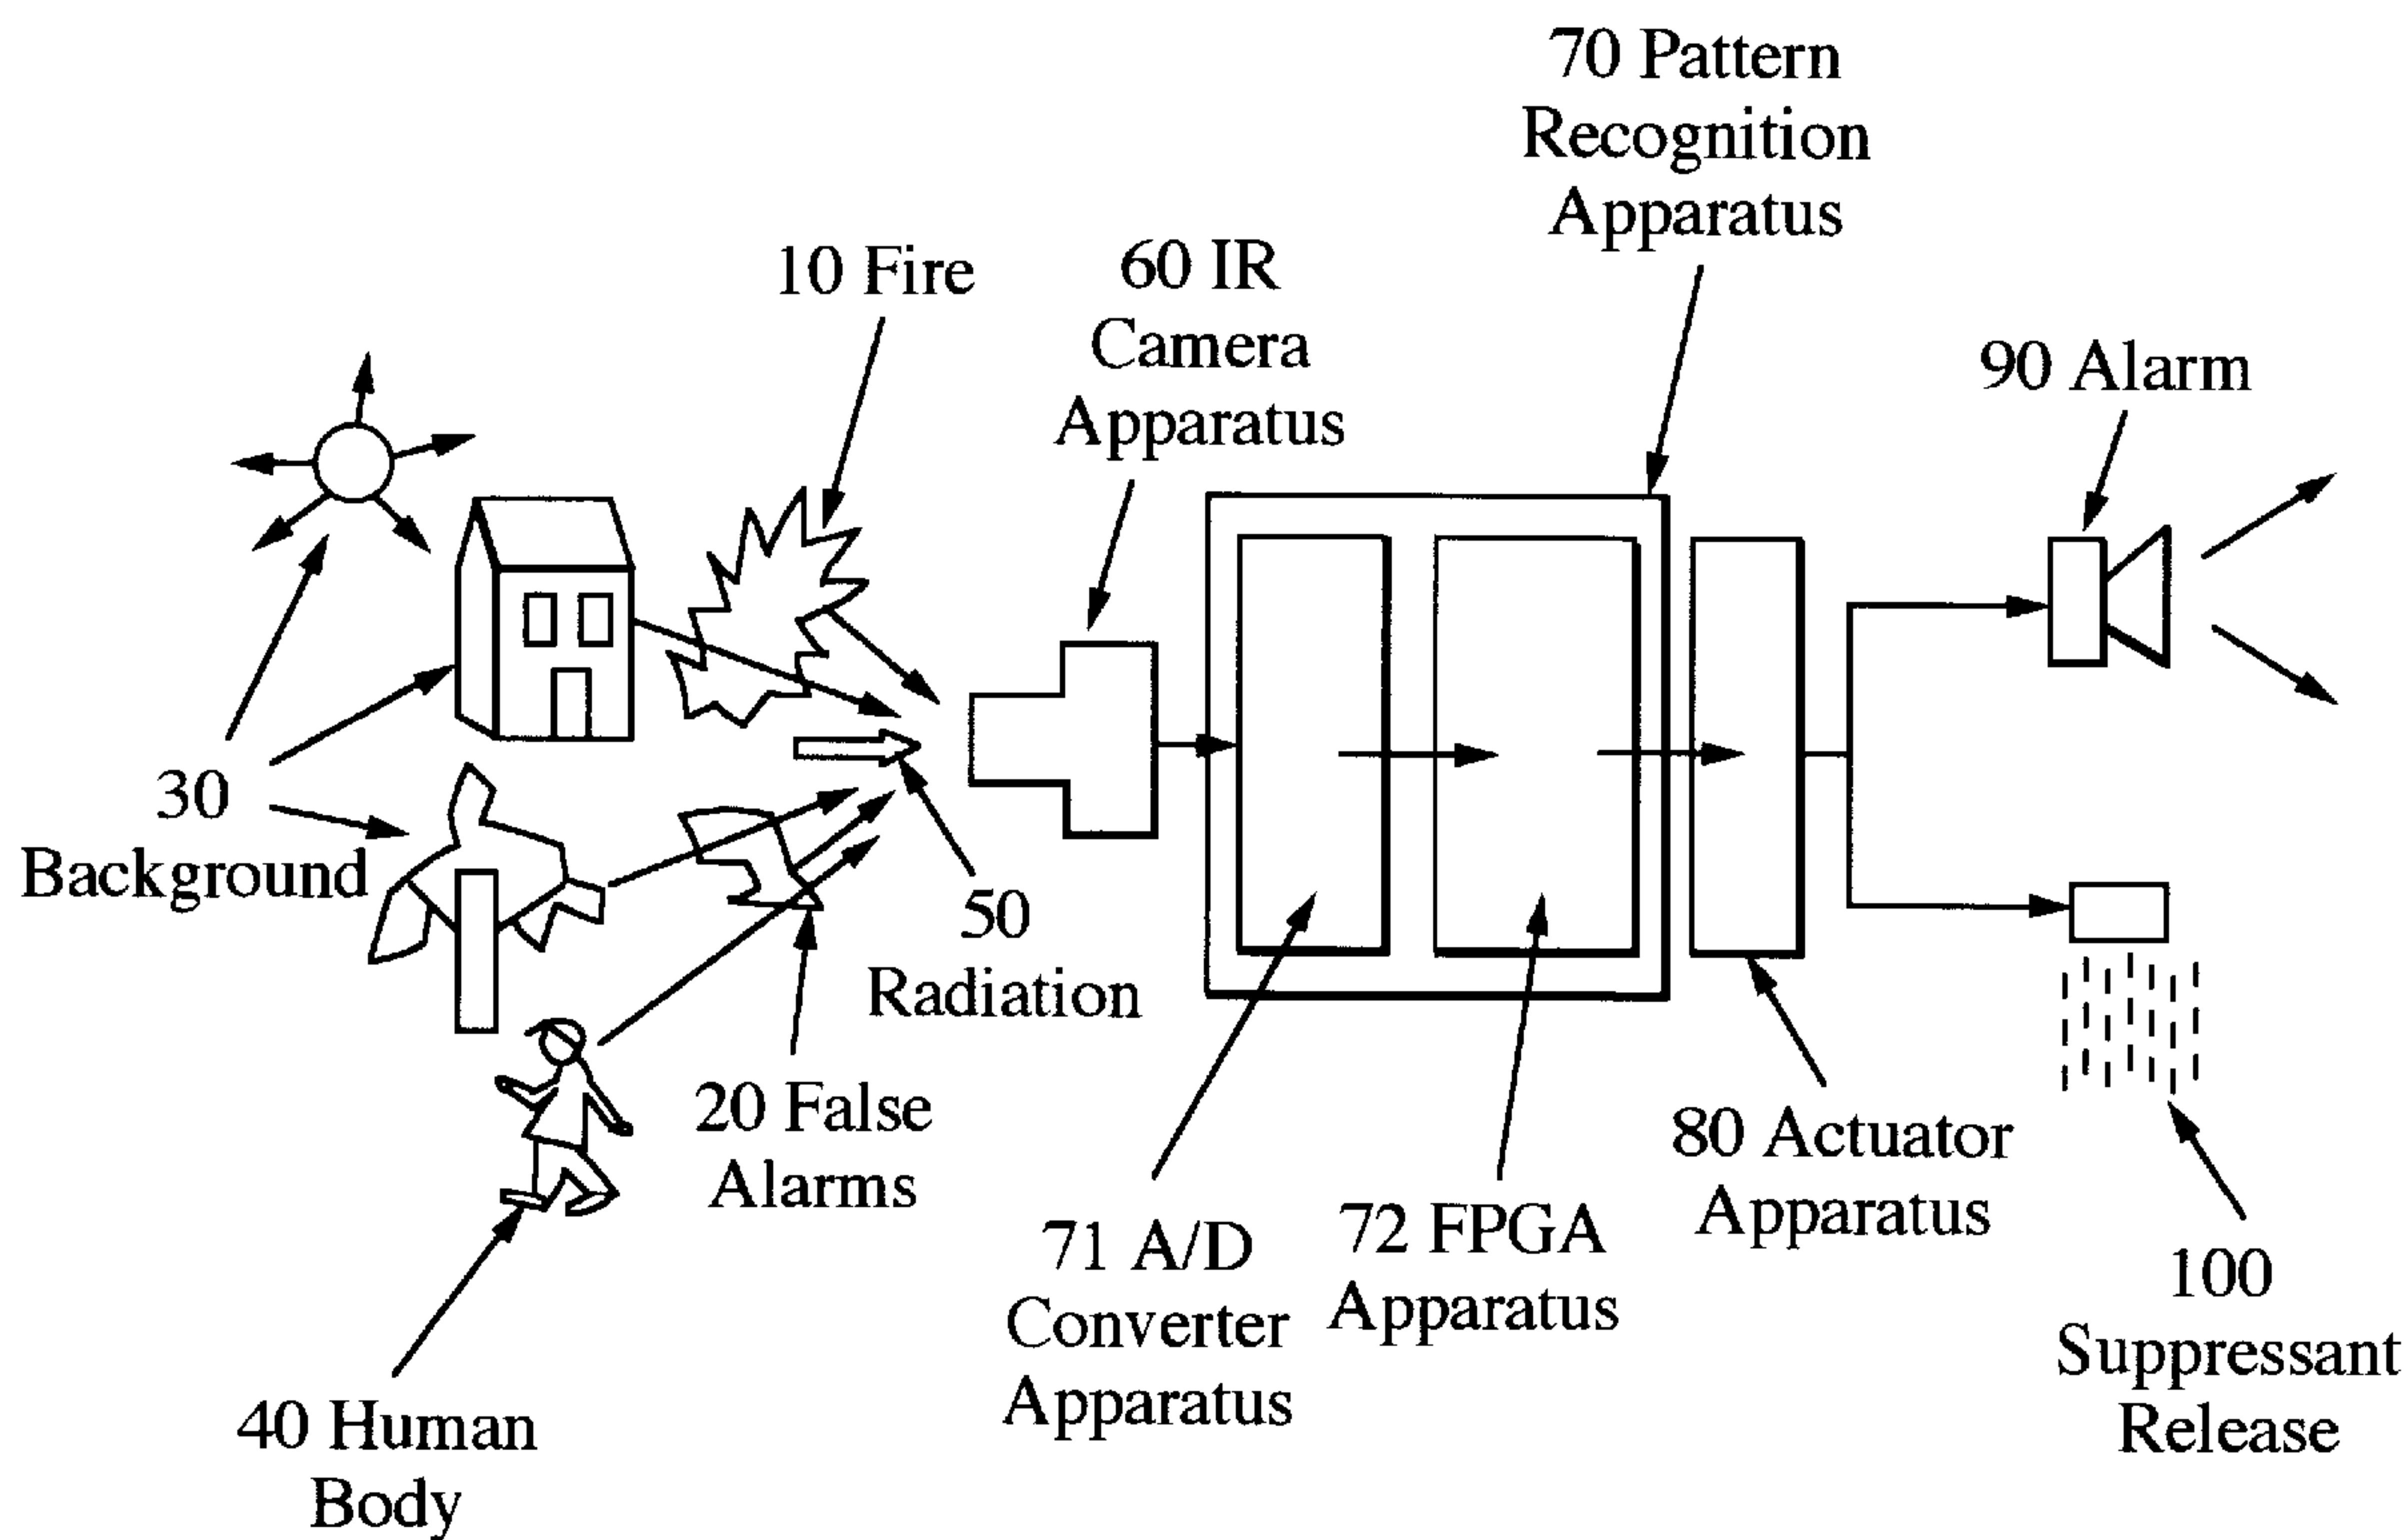 70 Pattern
Recognition
Apparatus
10 Fire
60 IR
Camera
Apparatus
90 Alarm
30
Background
50
Radiation
20 False
Alarms
80 Actuator
Apparatus
71 A/D
Converter
Apparatus
72 FPGA
Apparatus
100
Suppressant
Release
40 Human
Body